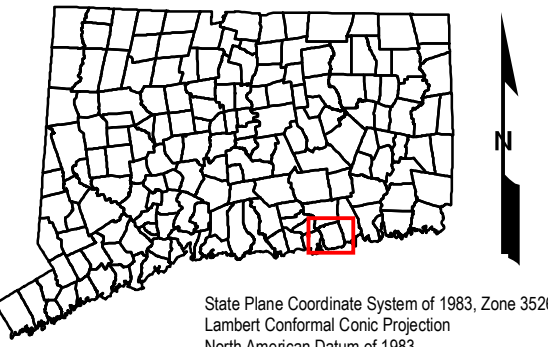 N
State Plane Coordinate System of 1983, Zone 3526
Lambert Conformal Conic Projection
North American Datum of 1983